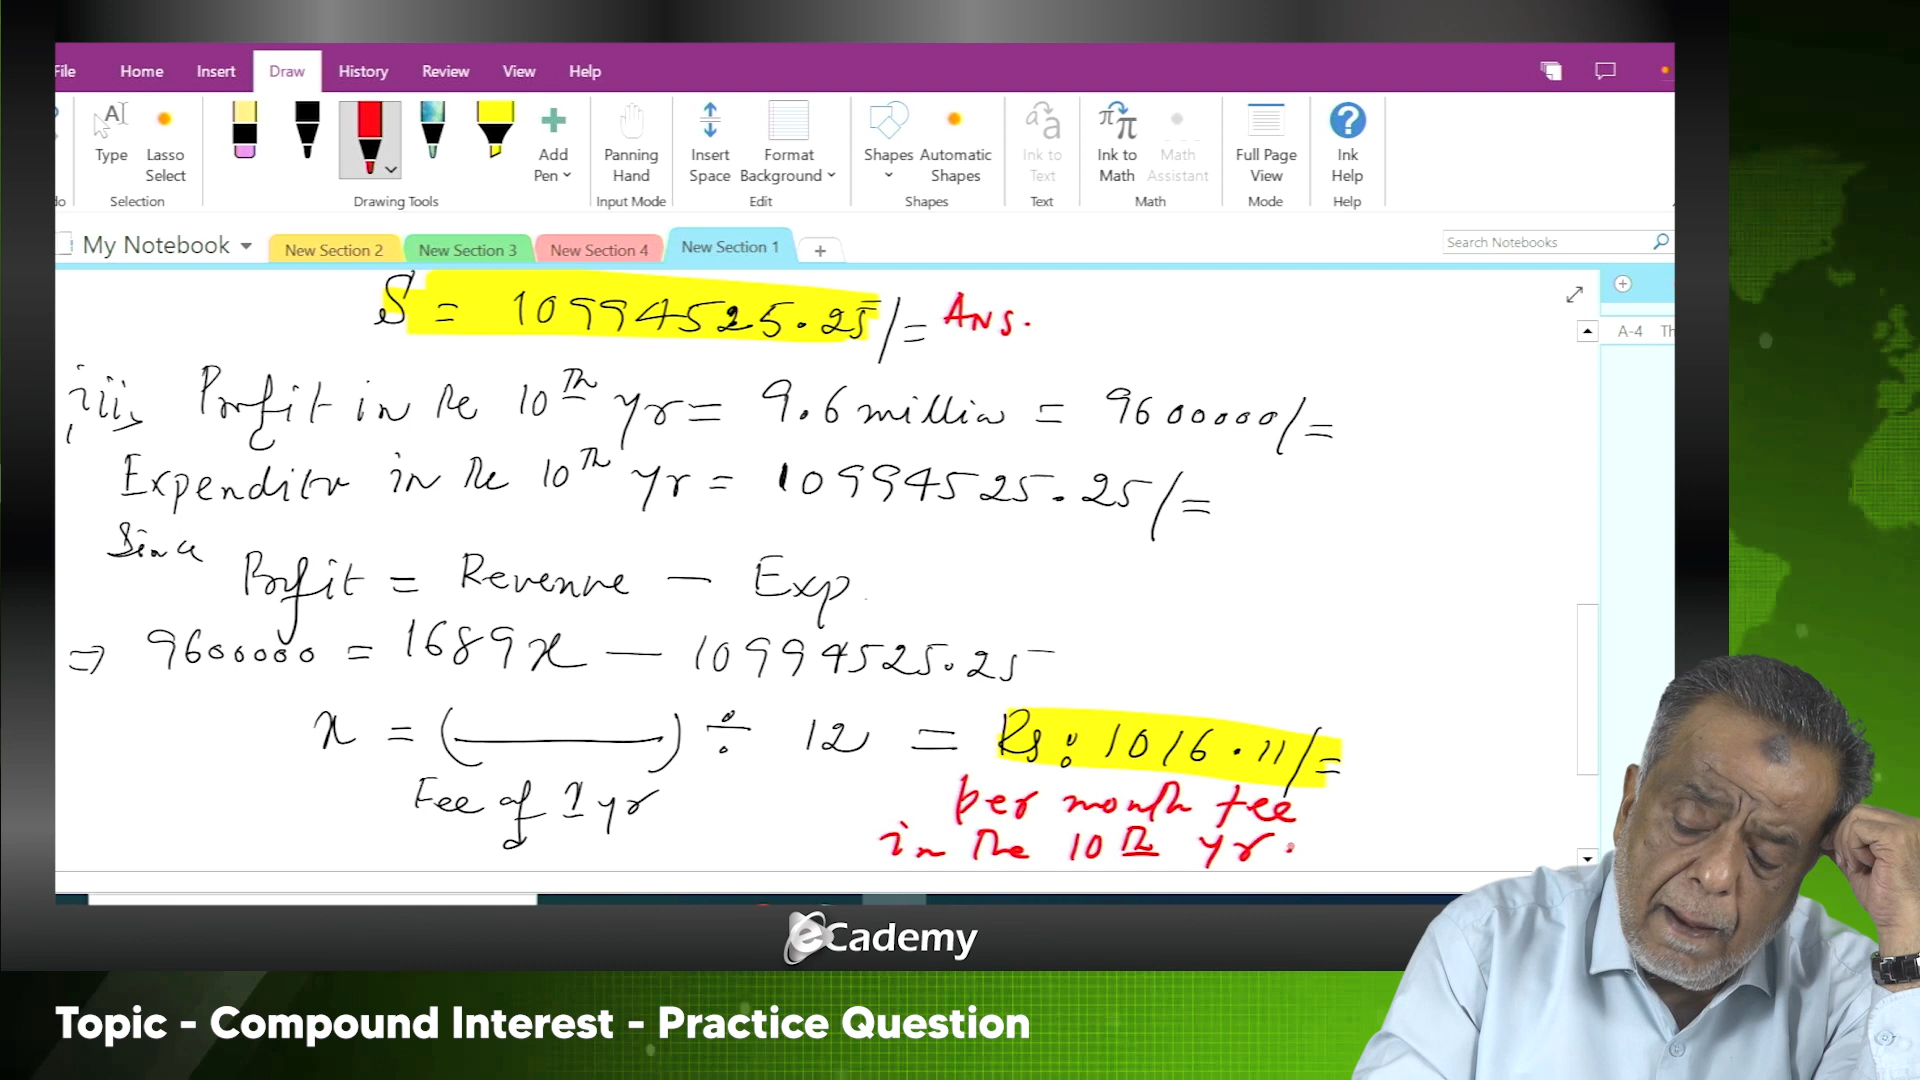 File Home Insert Draw History Review View Help
Type Lasso Select Add Pen Panning Hand Insert Space Format Background Shapes Automatic Shapes Ink to Text Ink to Math Math Assistant Full Page View Ink Help
Selection Drawing Tools Input Mode Edit Shapes Text Math Mode Help
My Notebook New Section 2 New Section 3 New Section 4 New Section 1 + Search Notebooks
A-4 Th
S = 10994525.25/= Ans.
iii, Profit in the 10th yr = 9.6 million = 9600000/=
Expenditr in the 10th yr = 10994525.25/=
Since
Profit = Revenue - Exp.
⇒ 9600000 = 1689x - 10994525.25
x = (———) ÷ 12 = Rs: 1016.11/=
Fee of 1 yr
per month fee
in the 10th yr.
eCademy
Topic - Compound Interest - Practice Question